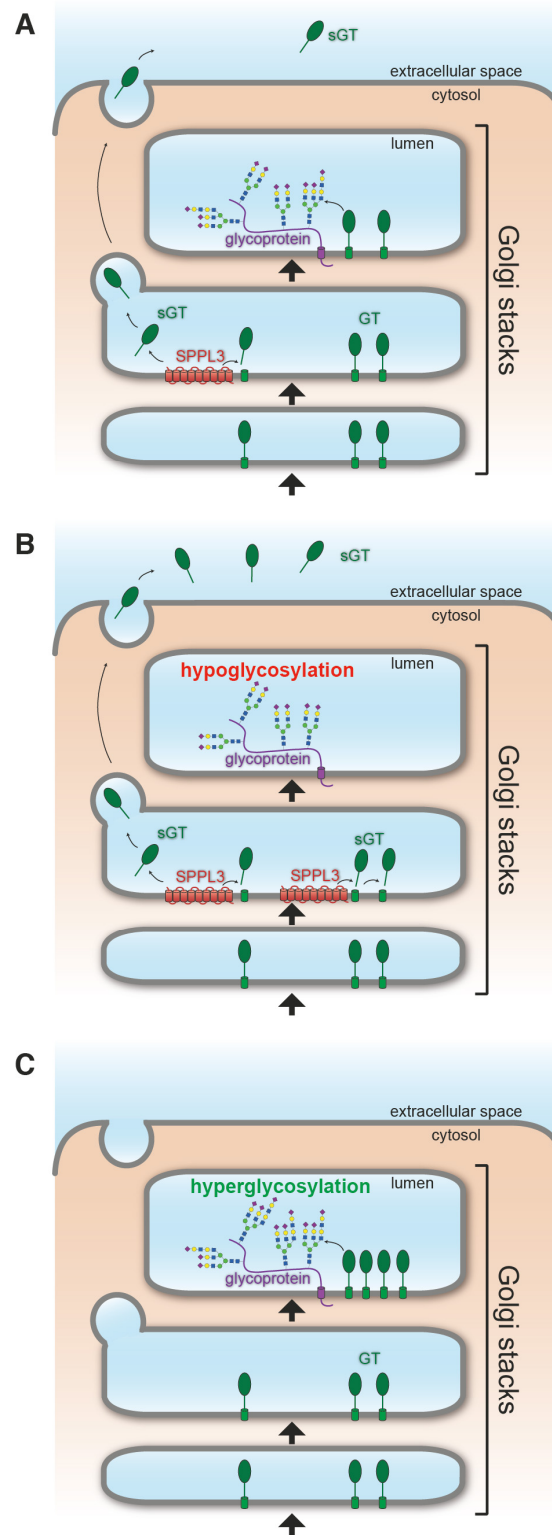 A
sGT
extracellular space
cytosol
lumen
glycoprotein
Golgi stacks
sGT
GT
SPPL3
B
sGT
extracellular space
cytosol
lumen
hypoglycosylation
glycoprotein
Golgi stacks
sGT
sGT
SPPL3
SPPL3
C
extracellular space
cytosol
lumen
hyperglycosylation
glycoprotein
Golgi stacks
GT